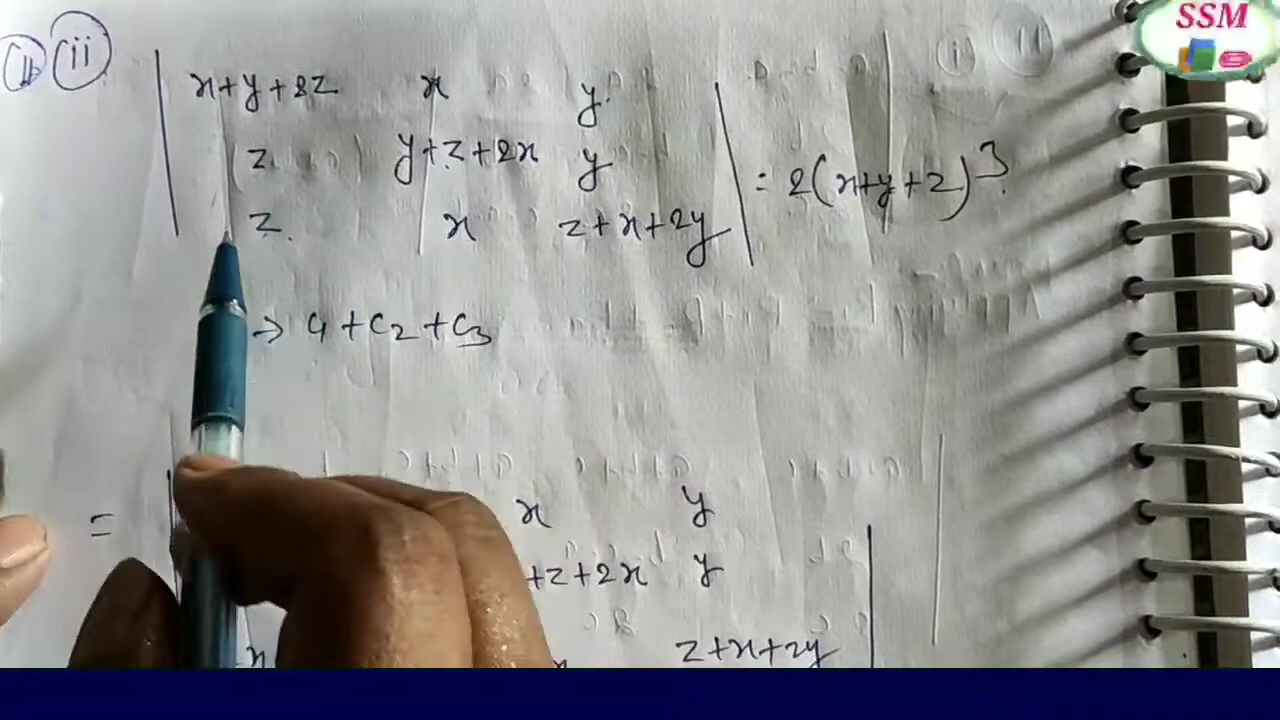 SSM
ii
x+y+2z x y
z y+z+2x y = 2(x+y+z)^3
z x z+x+2y
→ C1+C2+C3
= x y
+z+2x y
x z+x+2y